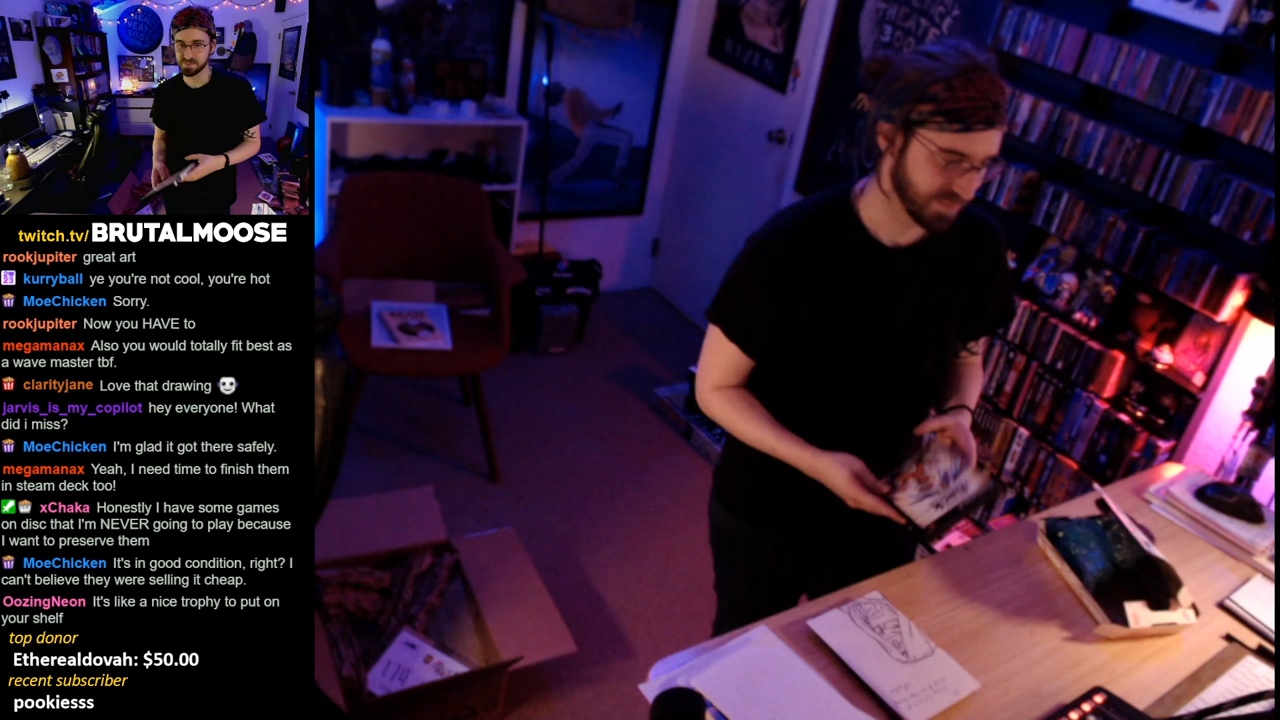 twitch.tv/BRUTALMOOSE
rookjupiter great art
kurryball ye you're not cool, you're hot
MoeChicken Sorry.
rookjupiter Now you HAVE to
megamanax Also you would totally fit best as
a wave master tbf.
clarityjane Love that drawing
jarvis_is_my_copilot hey everyone! What
did i miss?
MoeChicken I'm glad it got there safely.
megamanax Yeah, I need time to finish them
in steam deck too!
xChaka Honestly I have some games
on disc that I'm NEVER going to play because
I want to preserve them
MoeChicken It's in good condition, right? I
can't believe they were selling it cheap.
OozingNeon It's like a nice trophy to put on
your shelf
top donor
Etherealdovah: $50.00
recent subscriber
pookiesss